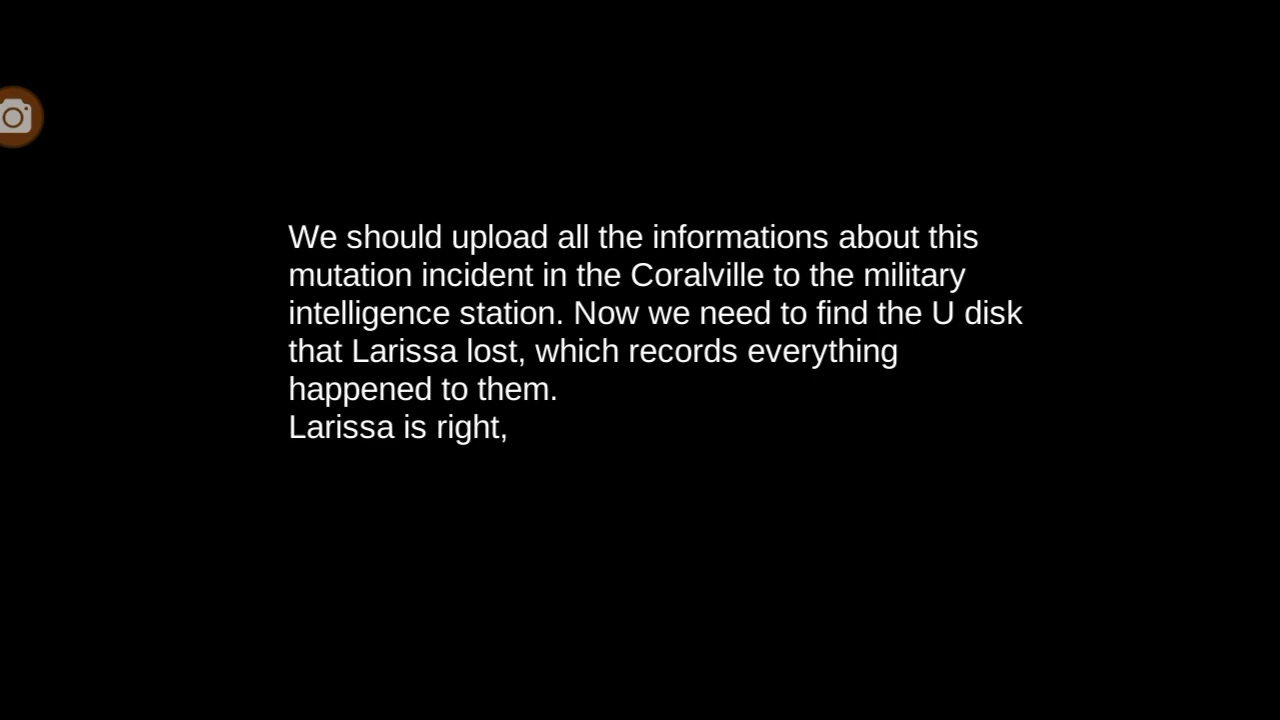 We should upload all the informations about this
mutation incident in the Coralville to the military
intelligence station. Now we need to find the U disk
that Larissa lost, which records everything
happened to them.
Larissa is right,